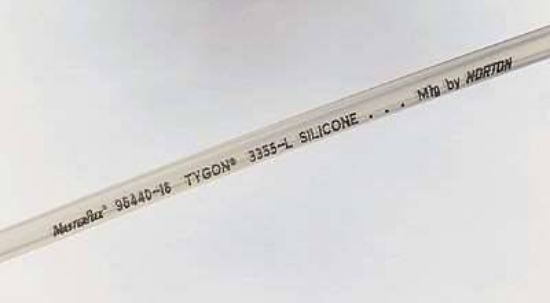 MASTERFLEX® 96440-16 TYGON® 3355-L SILICONE . . . Mfg by NORTON